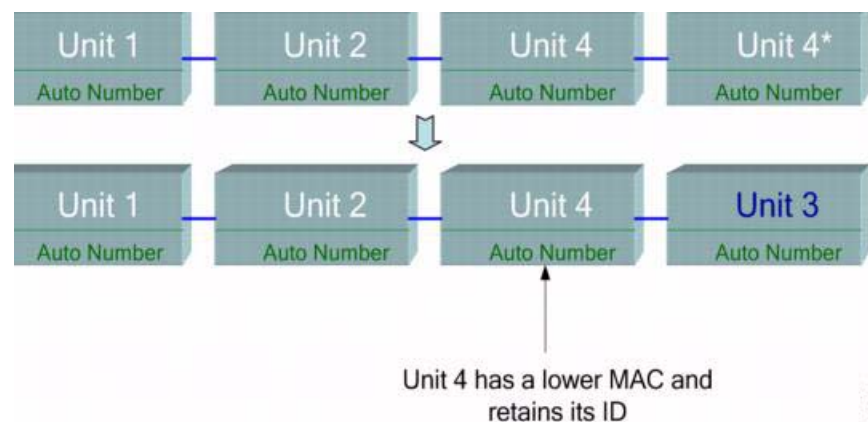 Unit 1 Unit 2 Unit 4 Unit 4*
Auto Number Auto Number Auto Number Auto Number
Unit 1 Unit 2 Unit 4 Unit 3
Auto Number Auto Number Auto Number Auto Number
Unit 4 has a lower MAC and
retains its ID